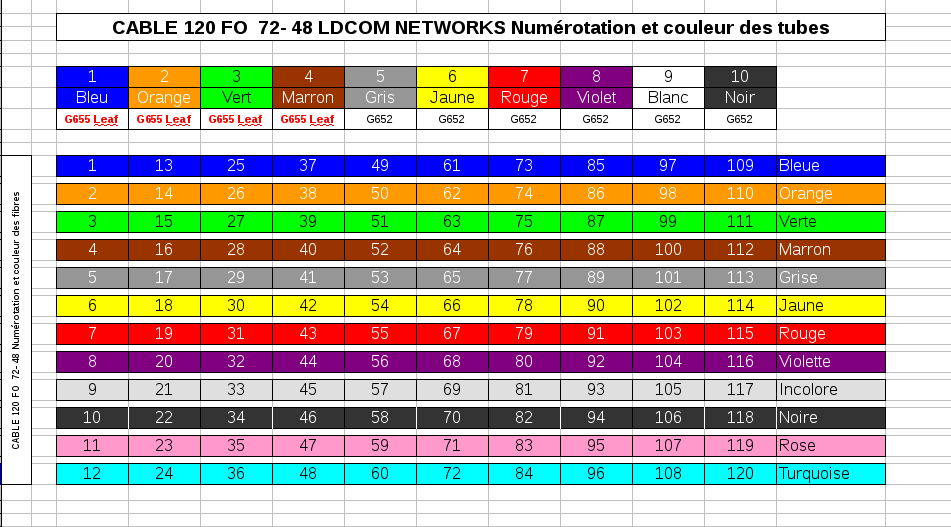 CABLE 120 FO 72- 48 LDCOM NETWORKS Numérotation et couleur des tubes
1 2 3 4 5 6 7 8 9 10
Bleu Orange Vert Marron Gris Jaune Rouge Violet Blanc Noir
G655 Leaf G655 Leaf G655 Leaf G655 Leaf G652 G652 G652 G652 G652 G652
CABLE 120 FO 72- 48 Numérotation et couleur des fibres
1 13 25 37 49 61 73 85 97 109 Bleue
2 14 26 38 50 62 74 86 98 110 Orange
3 15 27 39 51 63 75 87 99 111 Verte
4 16 28 40 52 64 76 88 100 112 Marron
5 17 29 41 53 65 77 89 101 113 Grise
6 18 30 42 54 66 78 90 102 114 Jaune
7 19 31 43 55 67 79 91 103 115 Rouge
8 20 32 44 56 68 80 92 104 116 Violette
9 21 33 45 57 69 81 93 105 117 Incolore
10 22 34 46 58 70 82 94 106 118 Noire
11 23 35 47 59 71 83 95 107 119 Rose
12 24 36 48 60 72 84 96 108 120 Turquoise